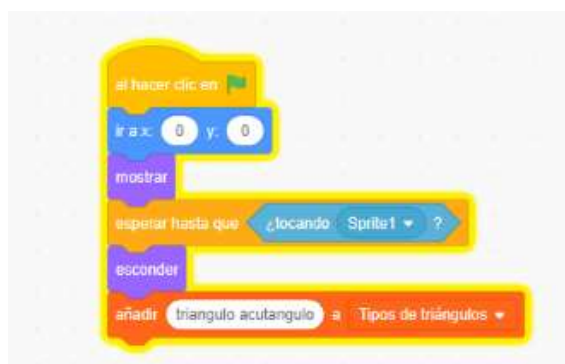 al hacer clic en
ir a x: 0 y: 0
mostrar
esperar hasta que ¿tocando Sprite1 ?
esconder
añadir triangulo acutangulo a Tipos de triángulos